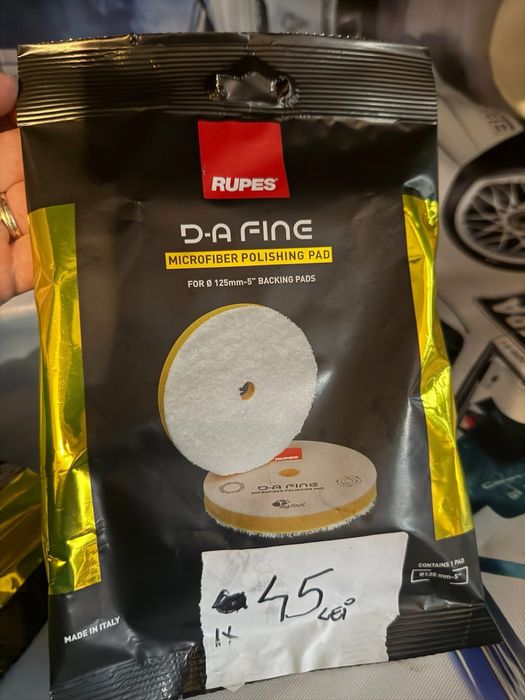 RUPES
D-A FINE
MICROFIBER POLISHING PAD
FOR Ø 125mm-5" BACKING PADS
RUPES
D-A FINE
MICROFIBER POLISHING PAD
CONTAINS 1 PAD
Ø135 mm-5"
45 LEI
MADE IN ITALY